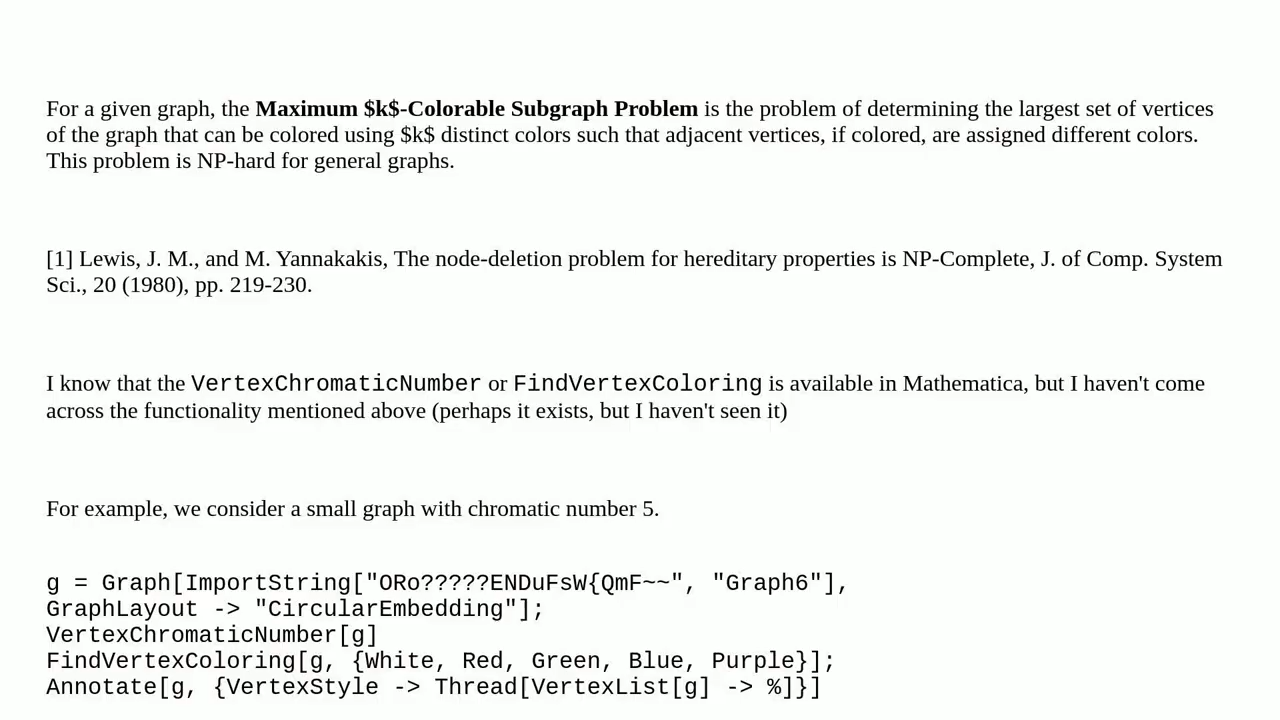 For a given graph, the Maximum $k$-Colorable Subgraph Problem is the problem of determining the largest set of vertices
of the graph that can be colored using $k$ distinct colors such that adjacent vertices, if colored, are assigned different colors.
This problem is NP-hard for general graphs.
[1] Lewis, J. M., and M. Yannakakis, The node-deletion problem for hereditary properties is NP-Complete, J. of Comp. System
Sci., 20 (1980), pp. 219-230.
I know that the VertexChromaticNumber or FindVertexColoring is available in Mathematica, but I haven't come
across the functionality mentioned above (perhaps it exists, but I haven't seen it)
For example, we consider a small graph with chromatic number 5.
g = Graph[ImportString["ORo?????ENDuFsW{QmF~~", "Graph6"],
GraphLayout -> "CircularEmbedding"];
VertexChromaticNumber[g]
FindVertexColoring[g, {White, Red, Green, Blue, Purple}];
Annotate[g, {VertexStyle -> Thread[VertexList[g] -> %]}]